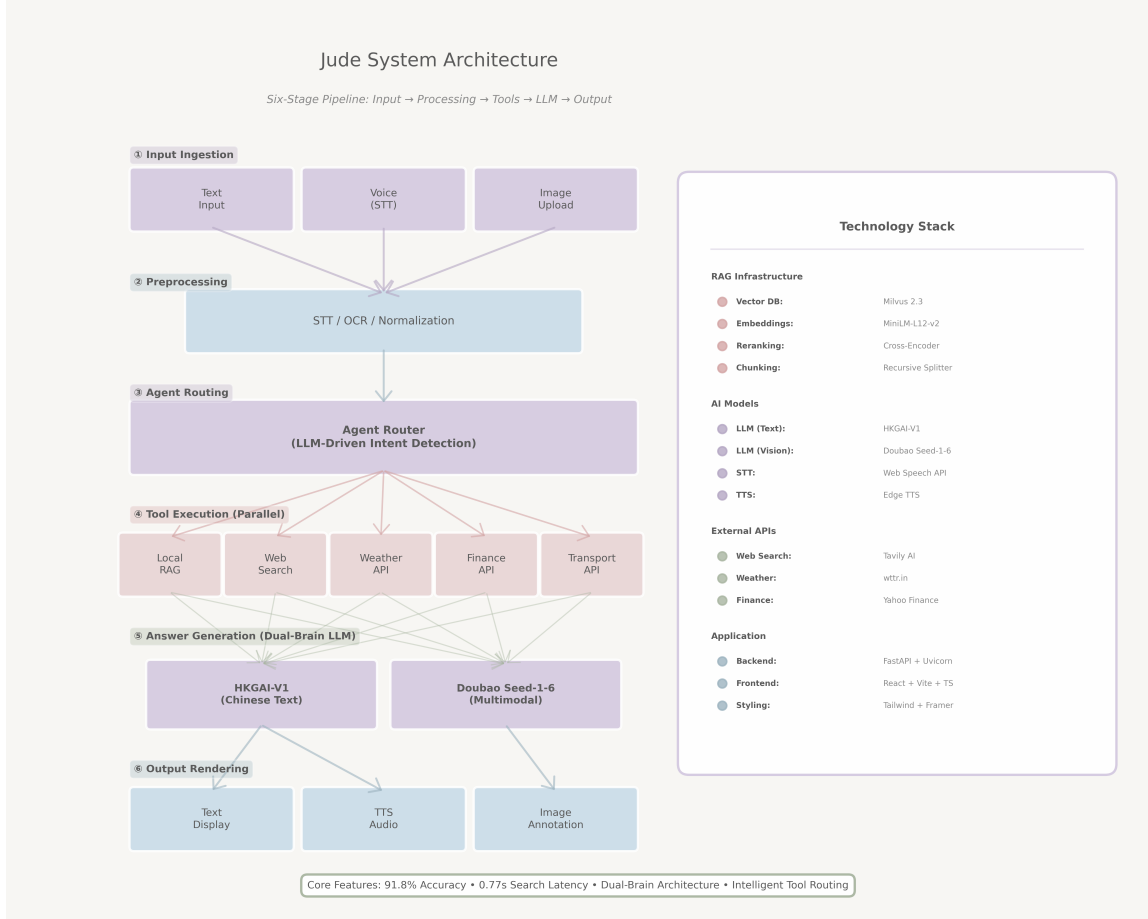 Jude System Architecture
Six-Stage Pipeline: Input → Processing → Tools → LLM → Output
① Input Ingestion
Text
Input
Voice
(STT)
Image
Upload
② Preprocessing
STT / OCR / Normalization
③ Agent Routing
Agent Router
(LLM-Driven Intent Detection)
④ Tool Execution (Parallel)
Local
RAG
Web
Search
Weather
API
Finance
API
Transport
API
⑤ Answer Generation (Dual-Brain LLM)
HKGAI-V1
(Chinese Text)
Doubao Seed-1-6
(Multimodal)
⑥ Output Rendering
Text
Display
TTS
Audio
Image
Annotation
Technology Stack
RAG Infrastructure
Vector DB: Milvus 2.3
Embeddings: MiniLM-L12-v2
Reranking: Cross-Encoder
Chunking: Recursive Splitter
AI Models
LLM (Text): HKGAI-V1
LLM (Vision): Doubao Seed-1-6
STT: Web Speech API
TTS: Edge TTS
External APIs
Web Search: Tavily AI
Weather: wttr.in
Finance: Yahoo Finance
Application
Backend: FastAPI + Uvicorn
Frontend: React + Vite + TS
Styling: Tailwind + Framer
Core Features: 91.8% Accuracy • 0.77s Search Latency • Dual-Brain Architecture • Intelligent Tool Routing